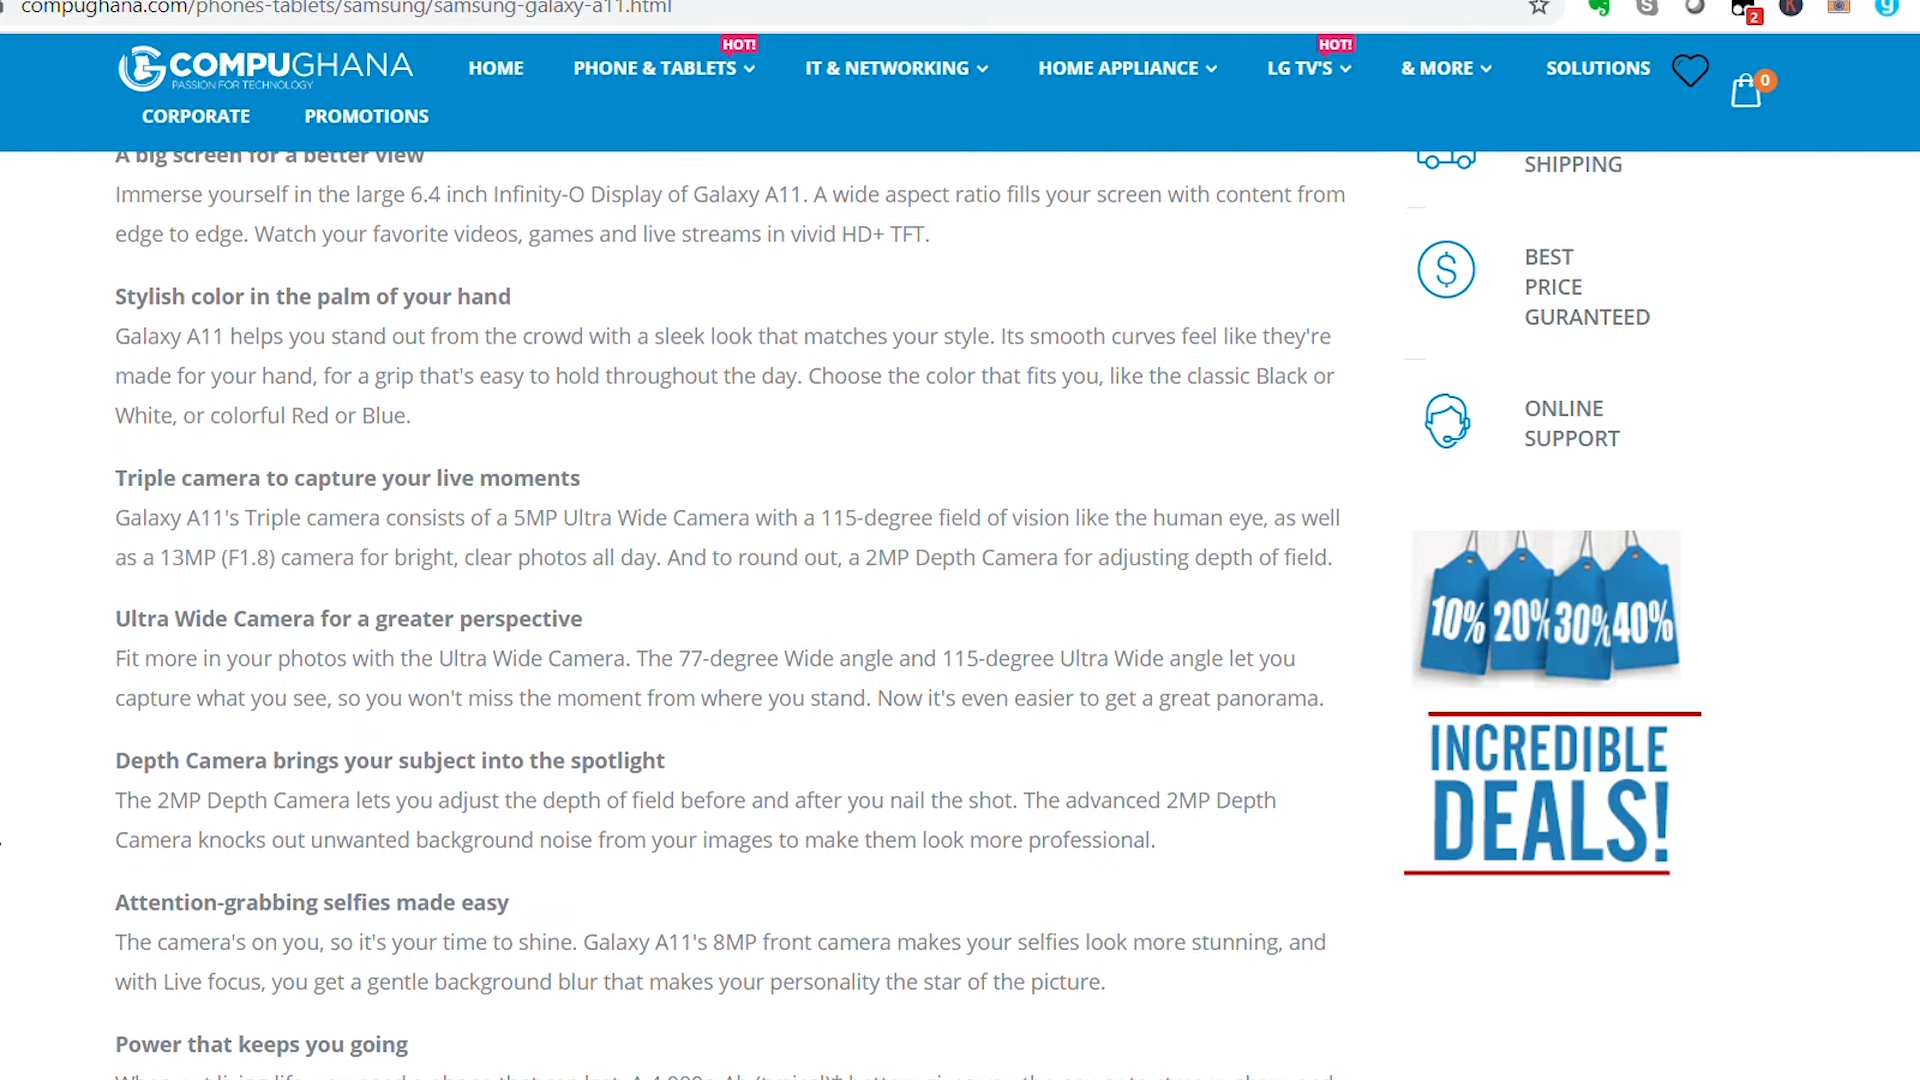 compughana.com/phones-tablets/samsung/samsung-galaxy-a11.html
2
COMPUGHANA
PASSION FOR TECHNOLOGY
HOME
PHONE & TABLETS
HOT!
IT & NETWORKING
HOME APPLIANCE
LG TV'S
HOT!
& MORE
SOLUTIONS
0
CORPORATE
PROMOTIONS
A big screen for a better view
Immerse yourself in the large 6.4 inch Infinity-O Display of Galaxy A11. A wide aspect ratio fills your screen with content from
edge to edge. Watch your favorite videos, games and live streams in vivid HD+ TFT.
Stylish color in the palm of your hand
Galaxy A11 helps you stand out from the crowd with a sleek look that matches your style. Its smooth curves feel like they're
made for your hand, for a grip that's easy to hold throughout the day. Choose the color that fits you, like the classic Black or
White, or colorful Red or Blue.
Triple camera to capture your live moments
Galaxy A11's Triple camera consists of a 5MP Ultra Wide Camera with a 115-degree field of vision like the human eye, as well
as a 13MP (F1.8) camera for bright, clear photos all day. And to round out, a 2MP Depth Camera for adjusting depth of field.
Ultra Wide Camera for a greater perspective
Fit more in your photos with the Ultra Wide Camera. The 77-degree Wide angle and 115-degree Ultra Wide angle let you
capture what you see, so you won't miss the moment from where you stand. Now it's even easier to get a great panorama.
Depth Camera brings your subject into the spotlight
The 2MP Depth Camera lets you adjust the depth of field before and after you nail the shot. The advanced 2MP Depth
Camera knocks out unwanted background noise from your images to make them look more professional.
Attention-grabbing selfies made easy
The camera's on you, so it's your time to shine. Galaxy A11's 8MP front camera makes your selfies look more stunning, and
with Live focus, you get a gentle background blur that makes your personality the star of the picture.
Power that keeps you going
SHIPPING
BEST
PRICE
GURANTEED
ONLINE
SUPPORT
10% 20% 30% 40%
INCREDIBLE
DEALS!